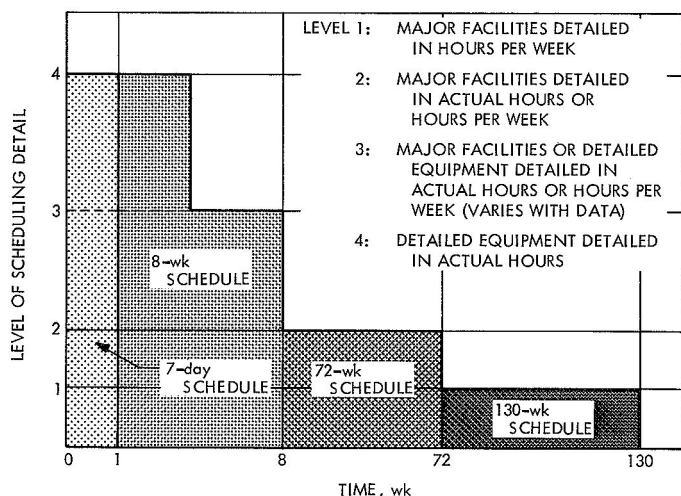 LEVEL 1: MAJOR FACILITIES DETAILED
IN HOURS PER WEEK
2: MAJOR FACILITIES DETAILED
IN ACTUAL HOURS OR
HOURS PER WEEK
3: MAJOR FACILITIES OR DETAILED
EQUIPMENT DETAILED IN
ACTUAL HOURS OR HOURS PER
WEEK (VARIES WITH DATA)
4: DETAILED EQUIPMENT DETAILED
IN ACTUAL HOURS
LEVEL OF SCHEDULING DETAIL
4
3
2
1
8-wk
SCHEDULE
7-day
SCHEDULE
72-wk
SCHEDULE
130-wk
SCHEDULE
0 1 8 72 130
TIME, wk